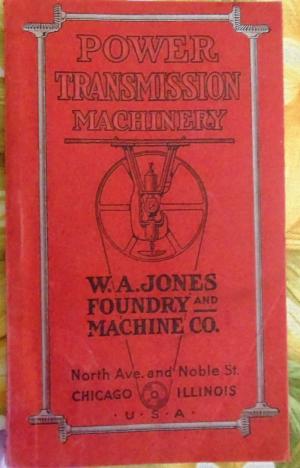 POWER
TRANSMISSION
MACHINERY
W. A. JONES
FOUNDRY AND
MACHINE CO.
North Ave. and Noble St.
CHICAGO ILLINOIS
· U · S · A ·